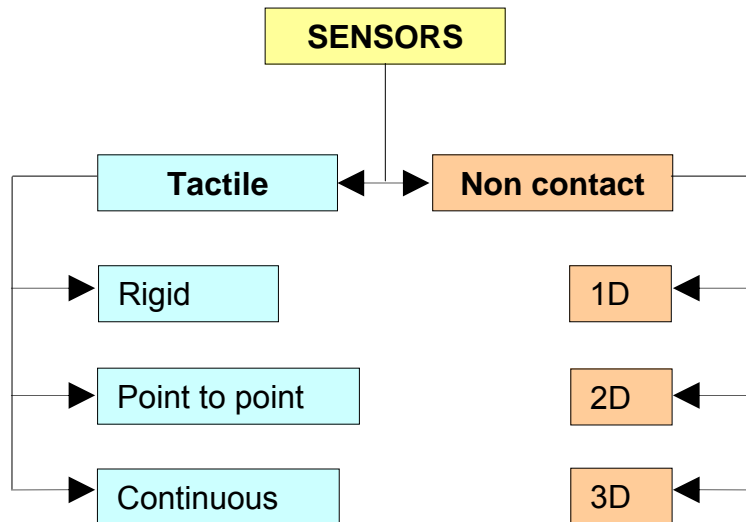 SENSORS
Tactile
Non contact
Rigid
1D
Point to point
2D
Continuous
3D